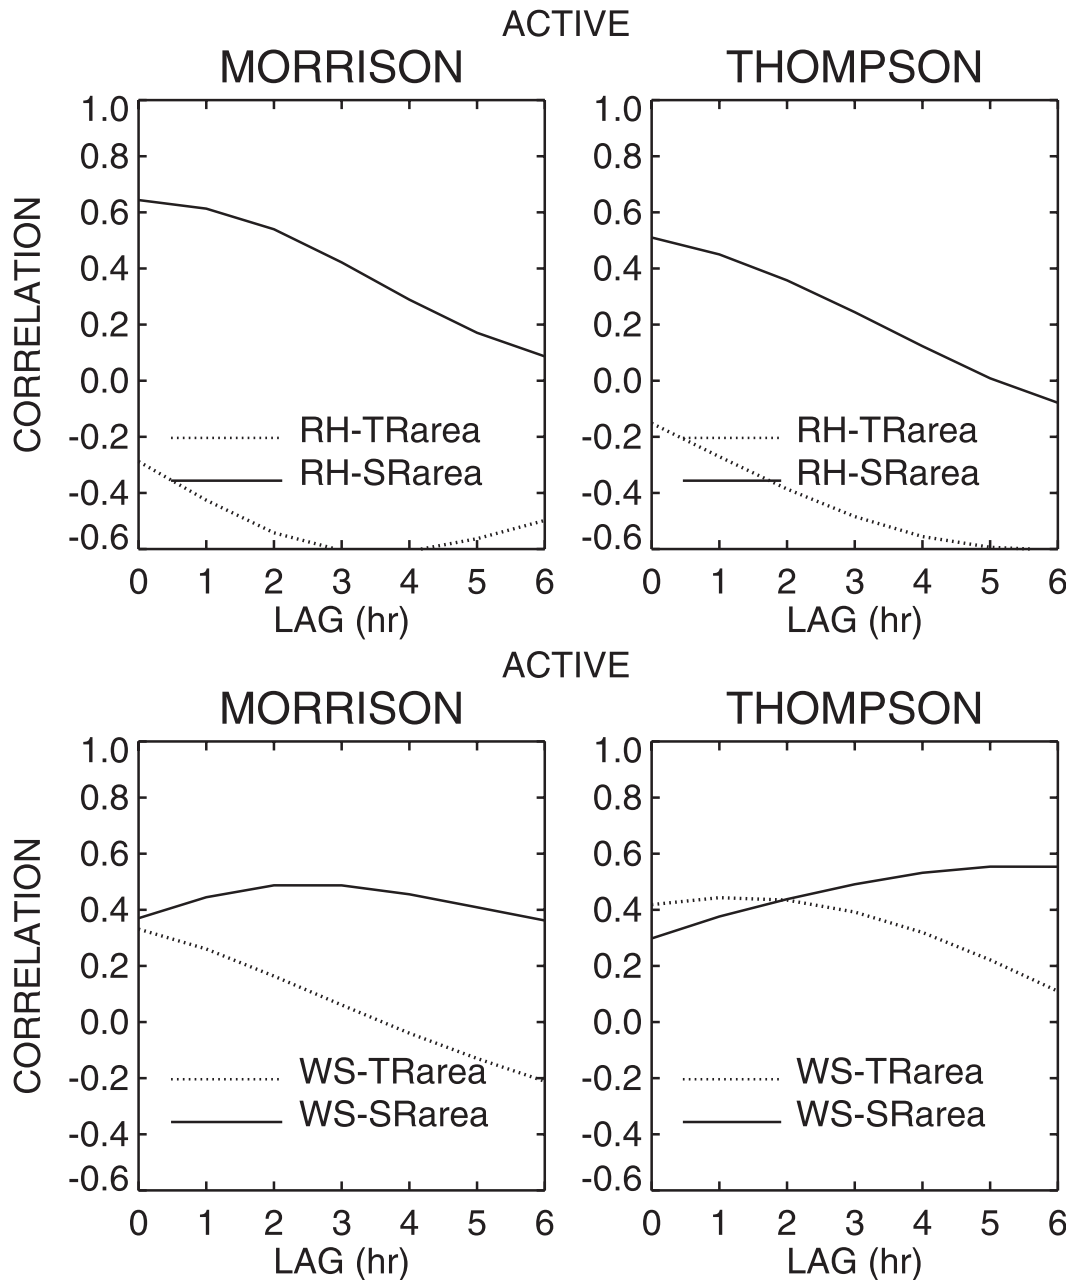 ACTIVE
MORRISON
THOMPSON
CORRELATION
1.0
0.8
0.6
0.4
0.2
0.0
-0.2
-0.4
-0.6
RH-TRarea
RH-SRarea
0 1 2 3 4 5 6
LAG (hr)
1.0
0.8
0.6
0.4
0.2
0.0
-0.2
-0.4
-0.6
RH-TRarea
RH-SRarea
0 1 2 3 4 5 6
LAG (hr)
ACTIVE
MORRISON
THOMPSON
CORRELATION
1.0
0.8
0.6
0.4
0.2
0.0
-0.2
-0.4
-0.6
WS-TRarea
WS-SRarea
0 1 2 3 4 5 6
LAG (hr)
1.0
0.8
0.6
0.4
0.2
0.0
-0.2
-0.4
-0.6
WS-TRarea
WS-SRarea
0 1 2 3 4 5 6
LAG (hr)